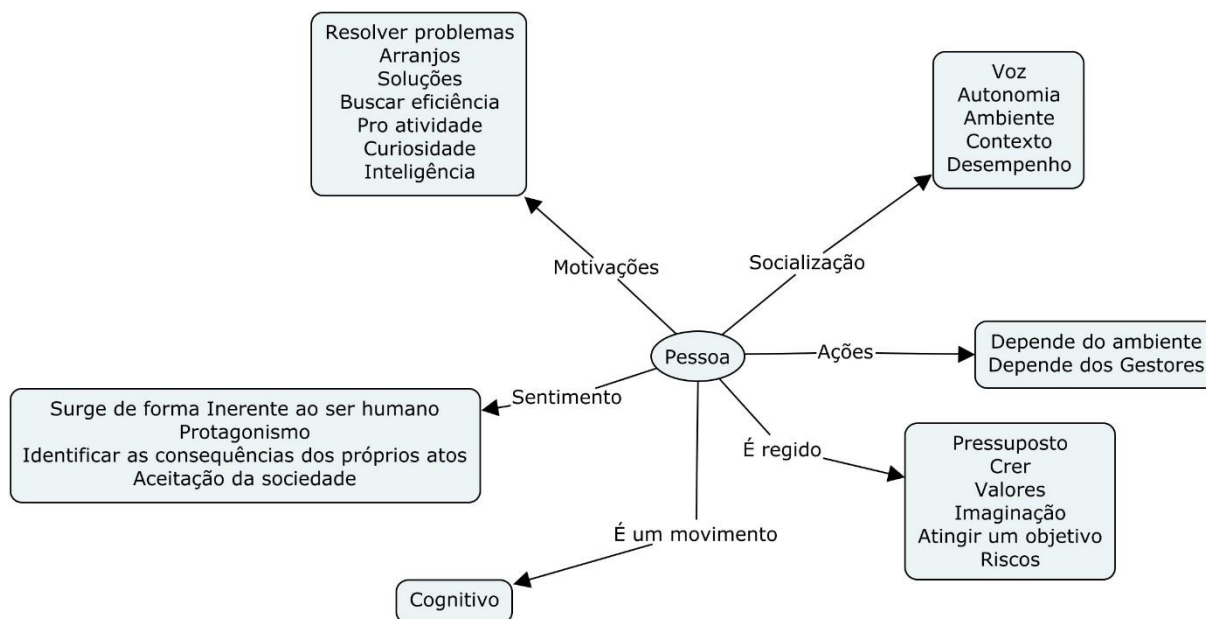 Resolver problemas
Arranjos
Soluções
Buscar eficiência
Pro atividade
Curiosidade
Inteligência
Voz
Autonomia
Ambiente
Contexto
Desempenho
Motivações
Socialização
Pessoa
Ações
Depende do ambiente
Depende dos Gestores
Sentimento
Surge de forma Inerente ao ser humano
Protagonismo
Identificar as consequências dos próprios atos
Aceitação da sociedade
É regido
Pressuposto
Crer
Valores
Imaginação
Atingir um objetivo
Riscos
É um movimento
Cognitivo